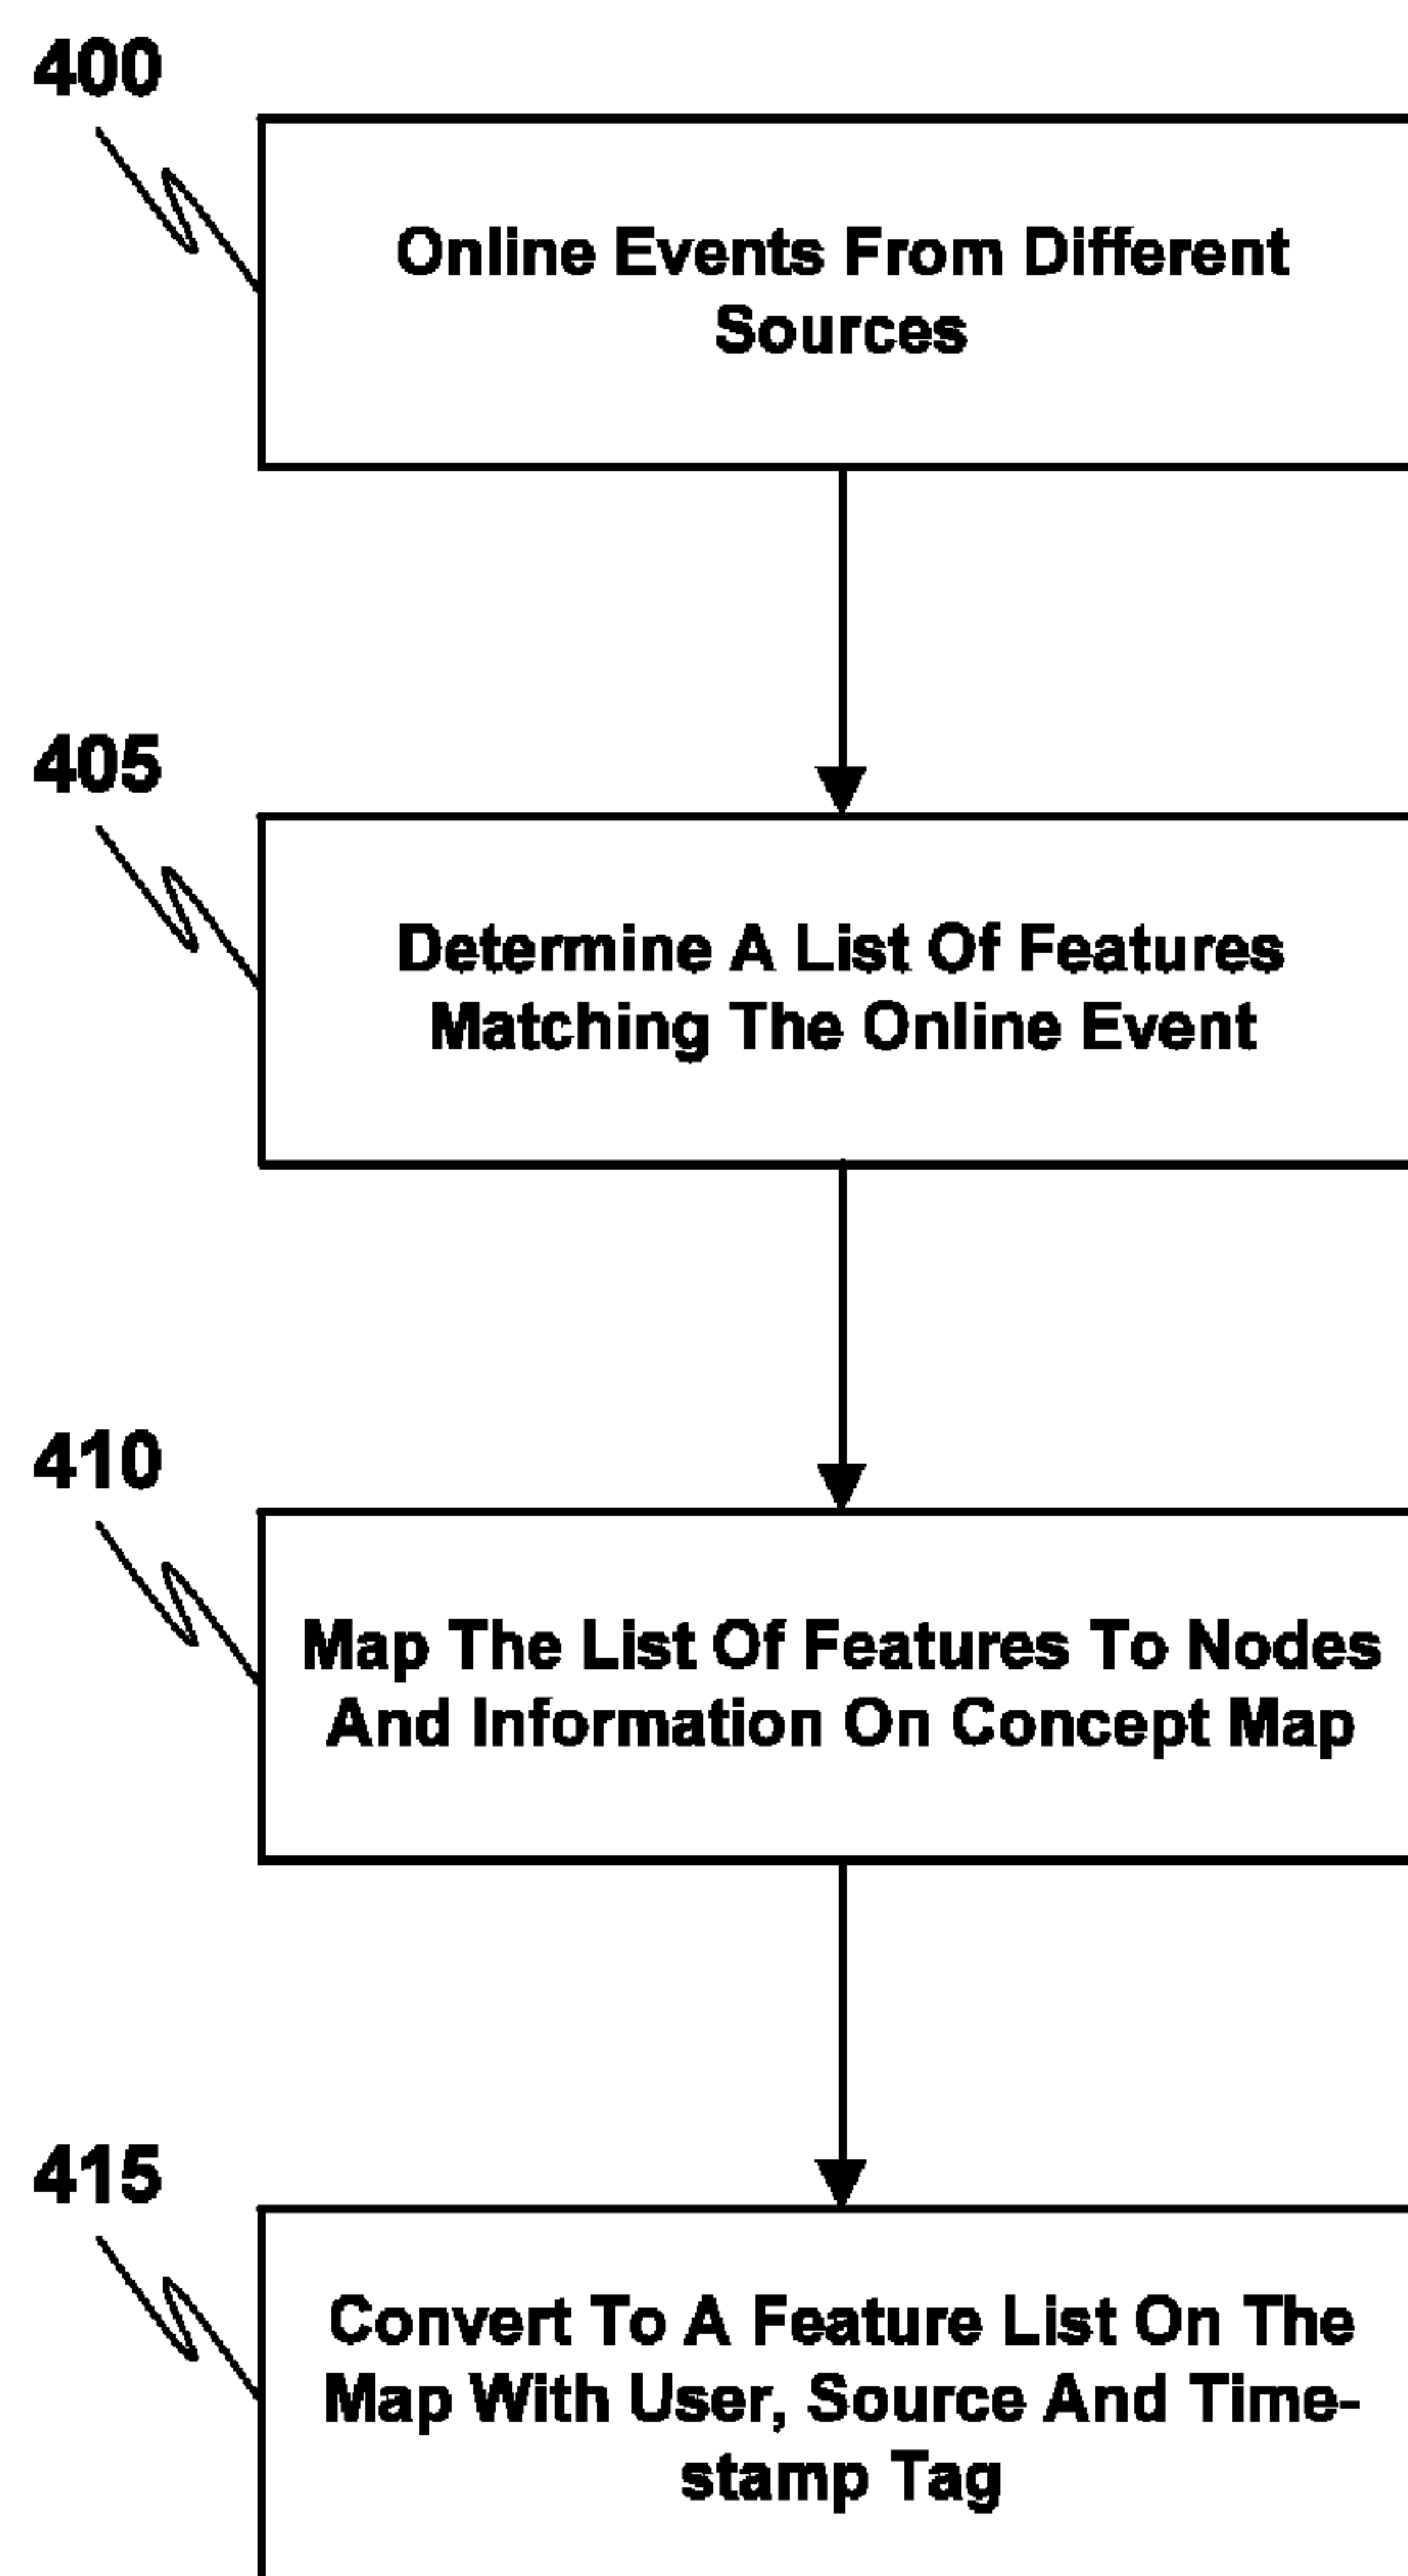 400
Online Events From Different
Sources
405
Determine A List Of Features
Matching The Online Event
410
Map The List Of Features To Nodes
And Information On Concept Map
415
Convert To A Feature List On The
Map With User, Source And Time-
stamp Tag